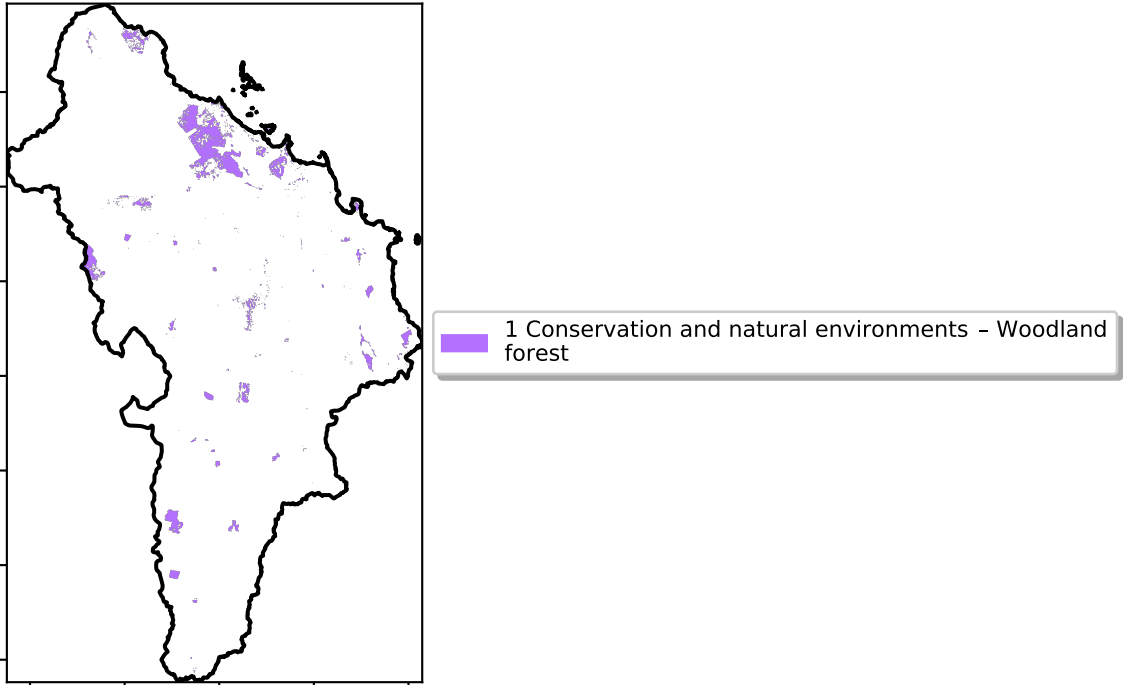 1 Conservation and natural environments – Woodland
forest